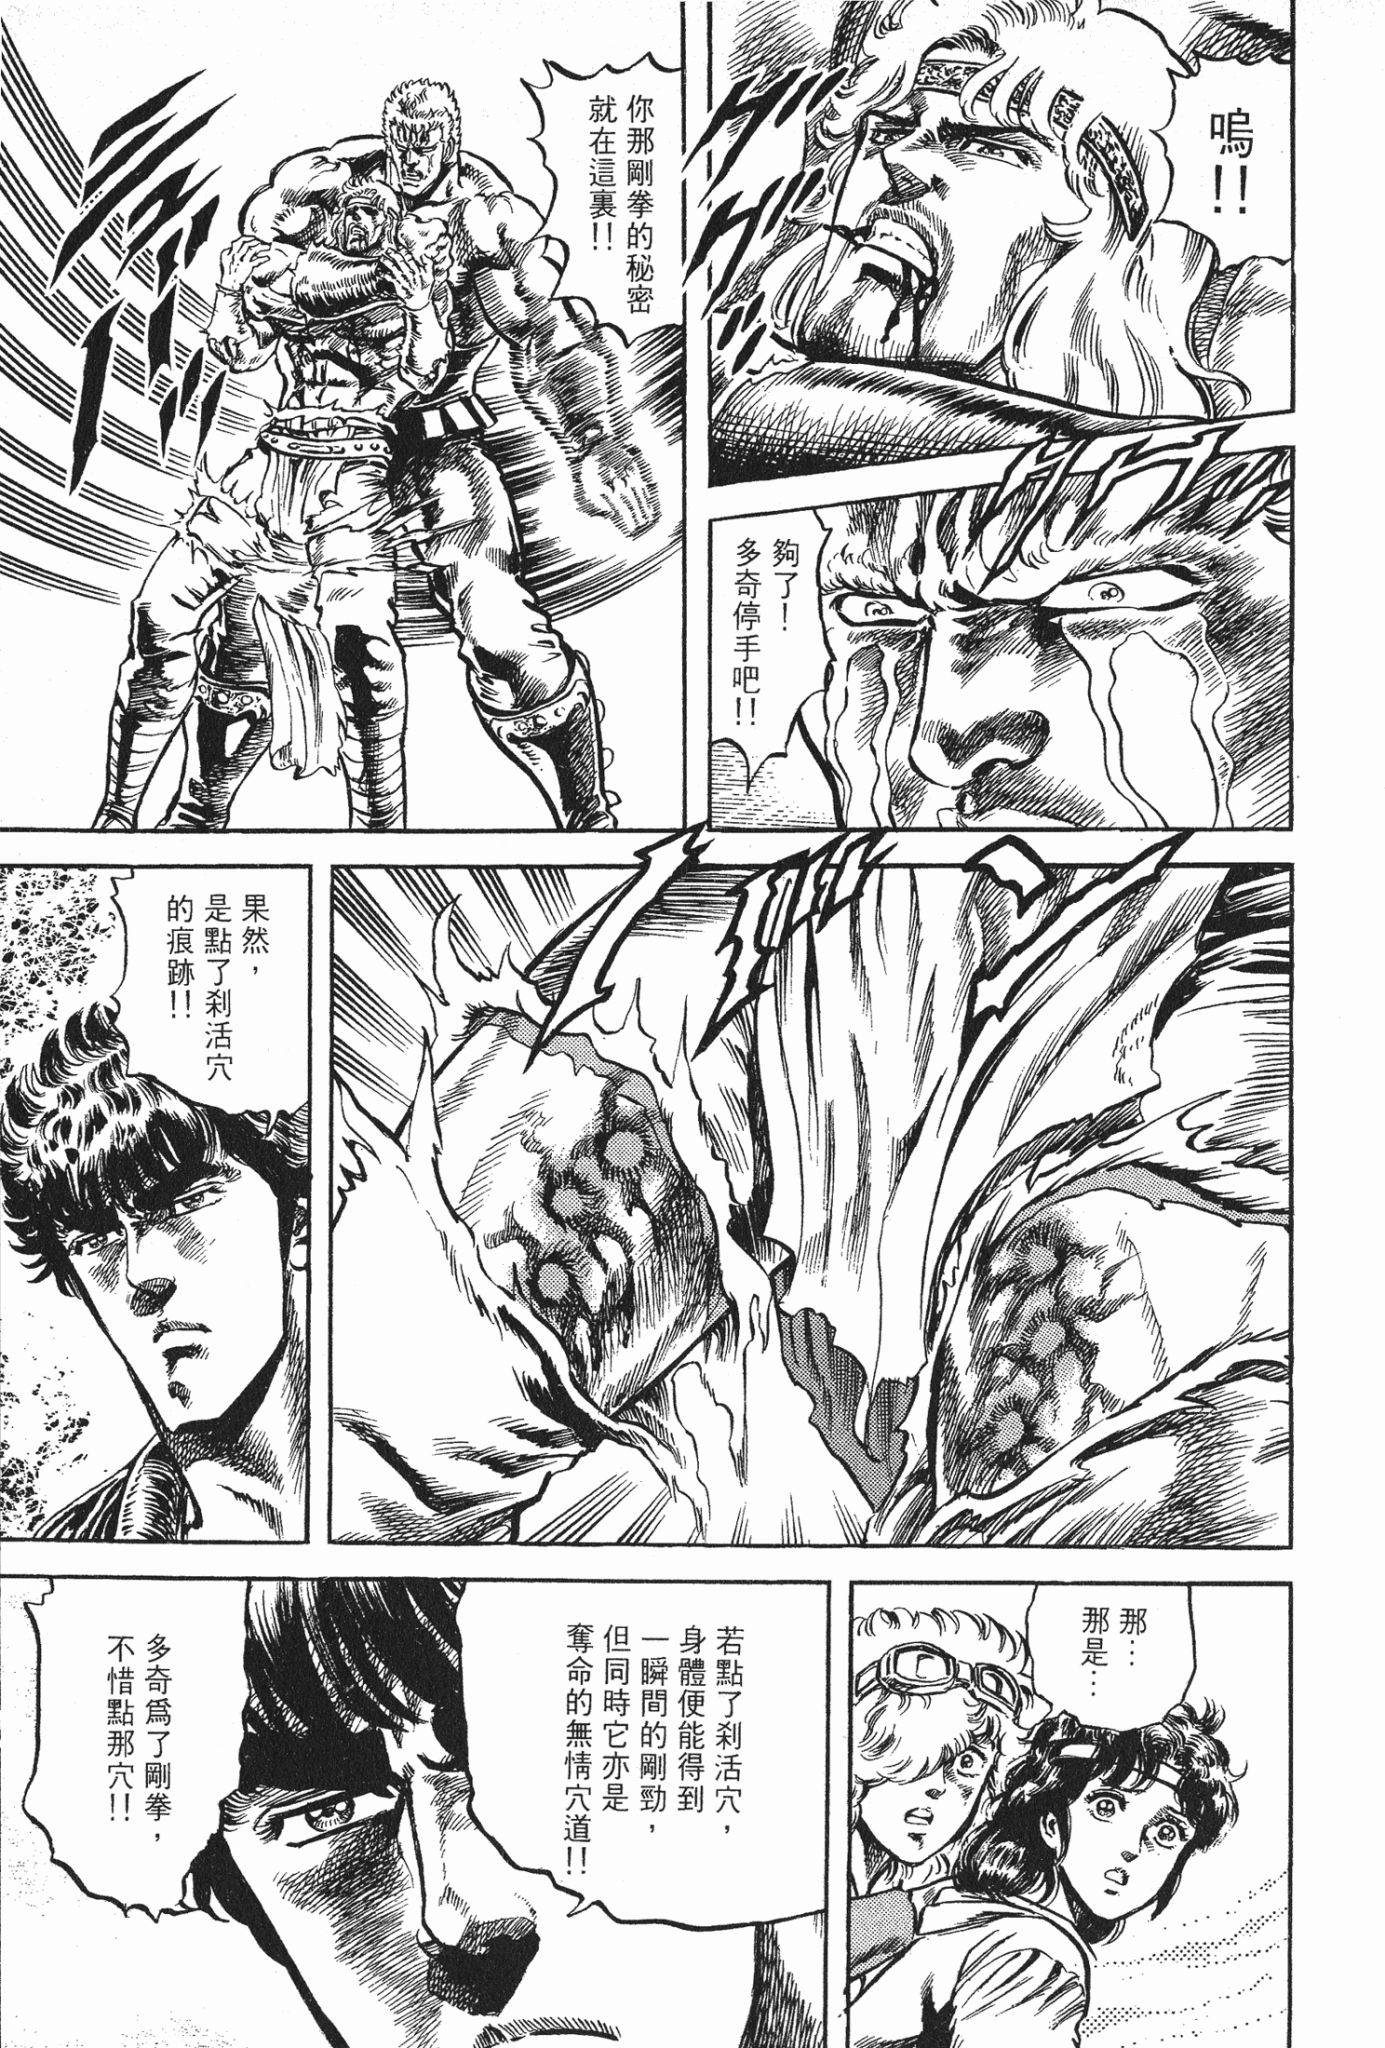 嗚!!
夠了!
多奇停手吧!!
你那剛拳的秘密
就在這裏!!
果然，
是點了刹活穴
的痕跡!!
那…
那是…
若點了刹活穴，
身體便能得到
一瞬間的剛勁，
但同時它亦是
奪命的無情穴道!!
多奇爲了剛拳，
不惜點那穴!!